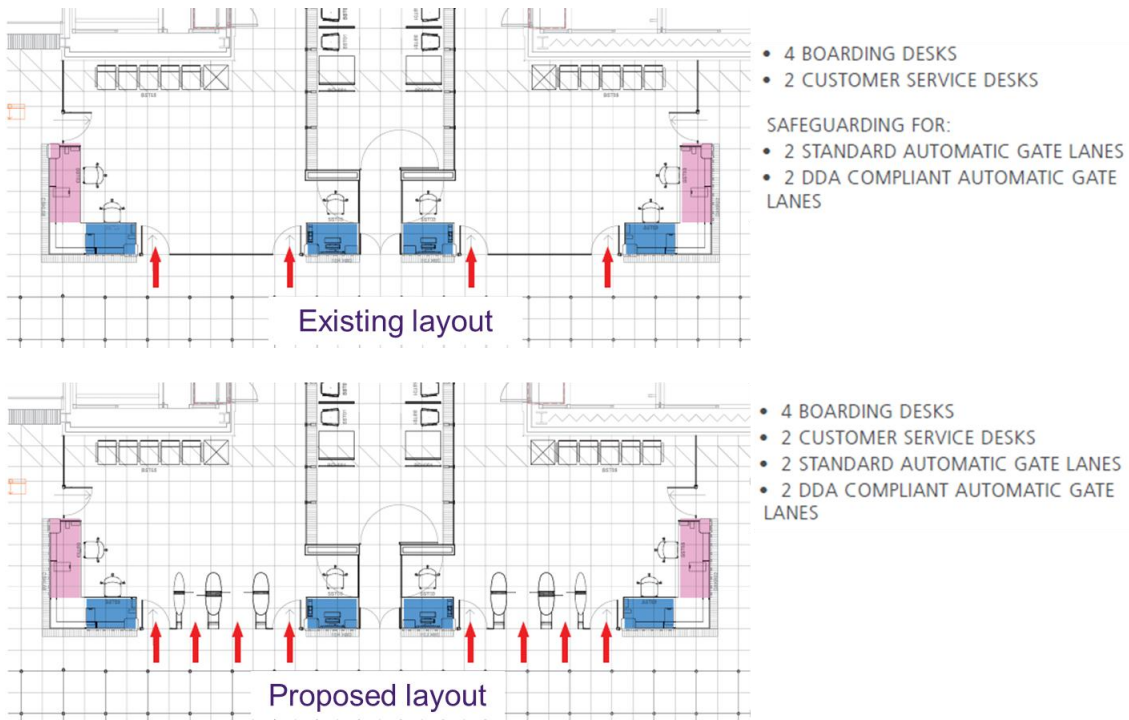 • 4 BOARDING DESKS
• 2 CUSTOMER SERVICE DESKS
SAFEGUARDING FOR:
• 2 STANDARD AUTOMATIC GATE LANES
• 2 DDA COMPLIANT AUTOMATIC GATE
LANES
Existing layout
• 4 BOARDING DESKS
• 2 CUSTOMER SERVICE DESKS
• 2 STANDARD AUTOMATIC GATE LANES
• 2 DDA COMPLIANT AUTOMATIC GATE
LANES
Proposed layout